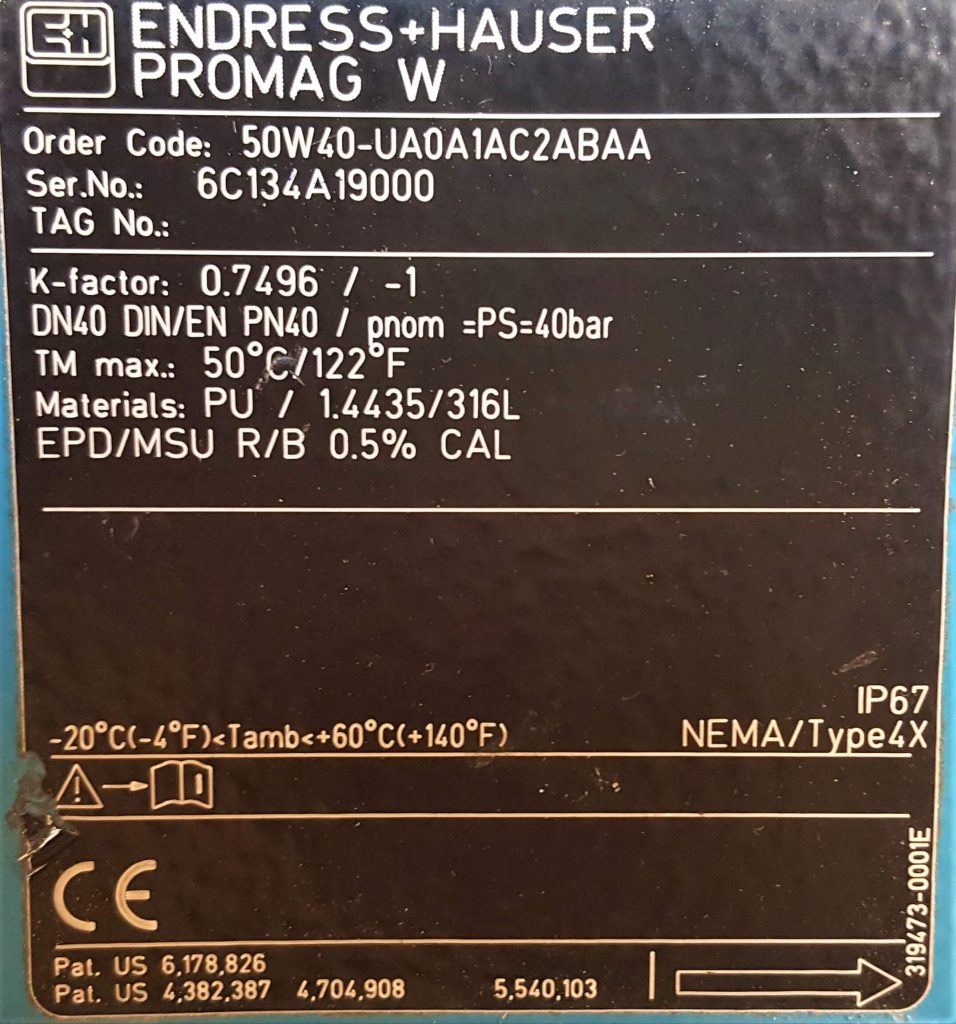 EH
ENDRESS+HAUSER
PROMAG W
Order Code: 50W40-UA0A1AC2ABAA
Ser.No.: 6C134A19000
TAG No.:
K-factor: 0.7496 / -1
DN40 DIN/EN PN40 / pnom =PS=40bar
TM max.: 50°C/122°F
Materials: PU / 1.4435/316L
EPD/MSU R/B 0.5% CAL
IP67
-20°C(-4°F)<Tamb<+60°C(+140°F) NEMA/Type4X
CE
319473-0001E
Pat. US 6,178,826
Pat. US 4,382,387 4,704,908 5,540,103